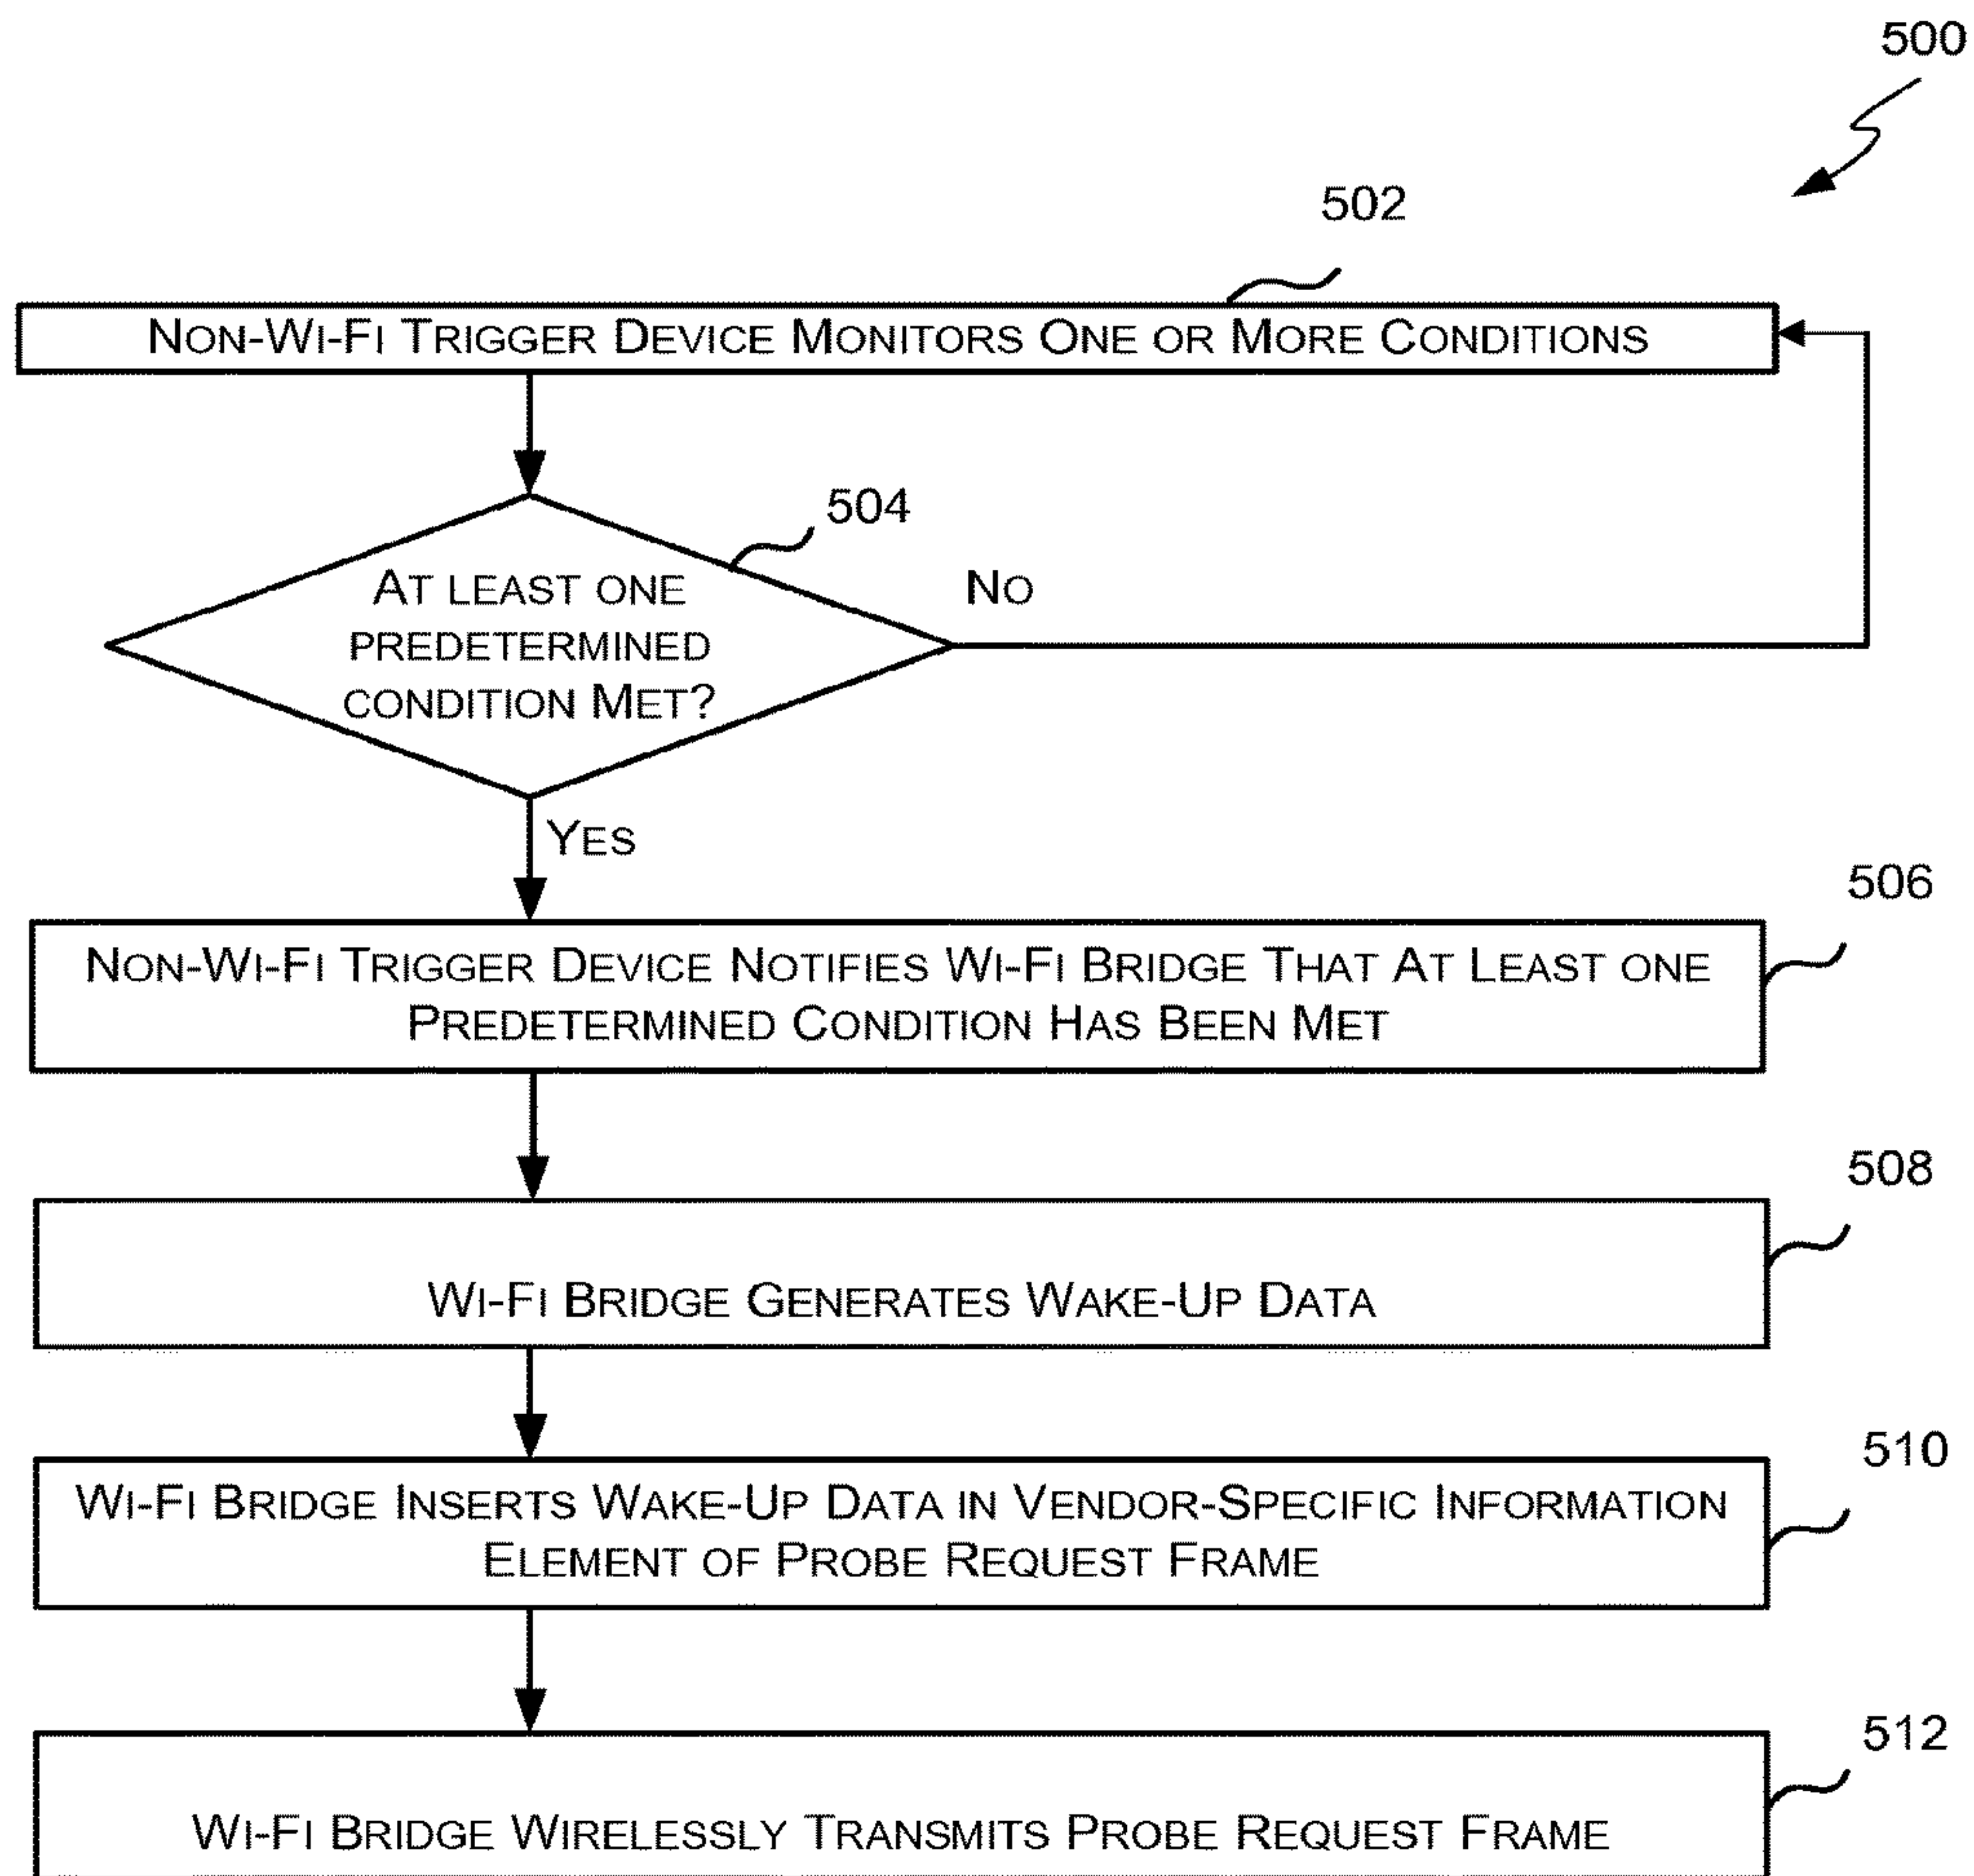 500
502
Non-Wi-Fi Trigger Device Monitors One or More Conditions
504
At least one
predetermined
condition Met?
No
Yes
506
Non-Wi-Fi Trigger Device Notifies Wi-Fi Bridge That At Least one
Predetermined Condition Has Been Met
508
Wi-Fi Bridge Generates Wake-Up Data
510
Wi-Fi Bridge Inserts Wake-Up Data in Vendor-Specific Information
Element of Probe Request Frame
512
Wi-Fi Bridge Wirelessly Transmits Probe Request Frame